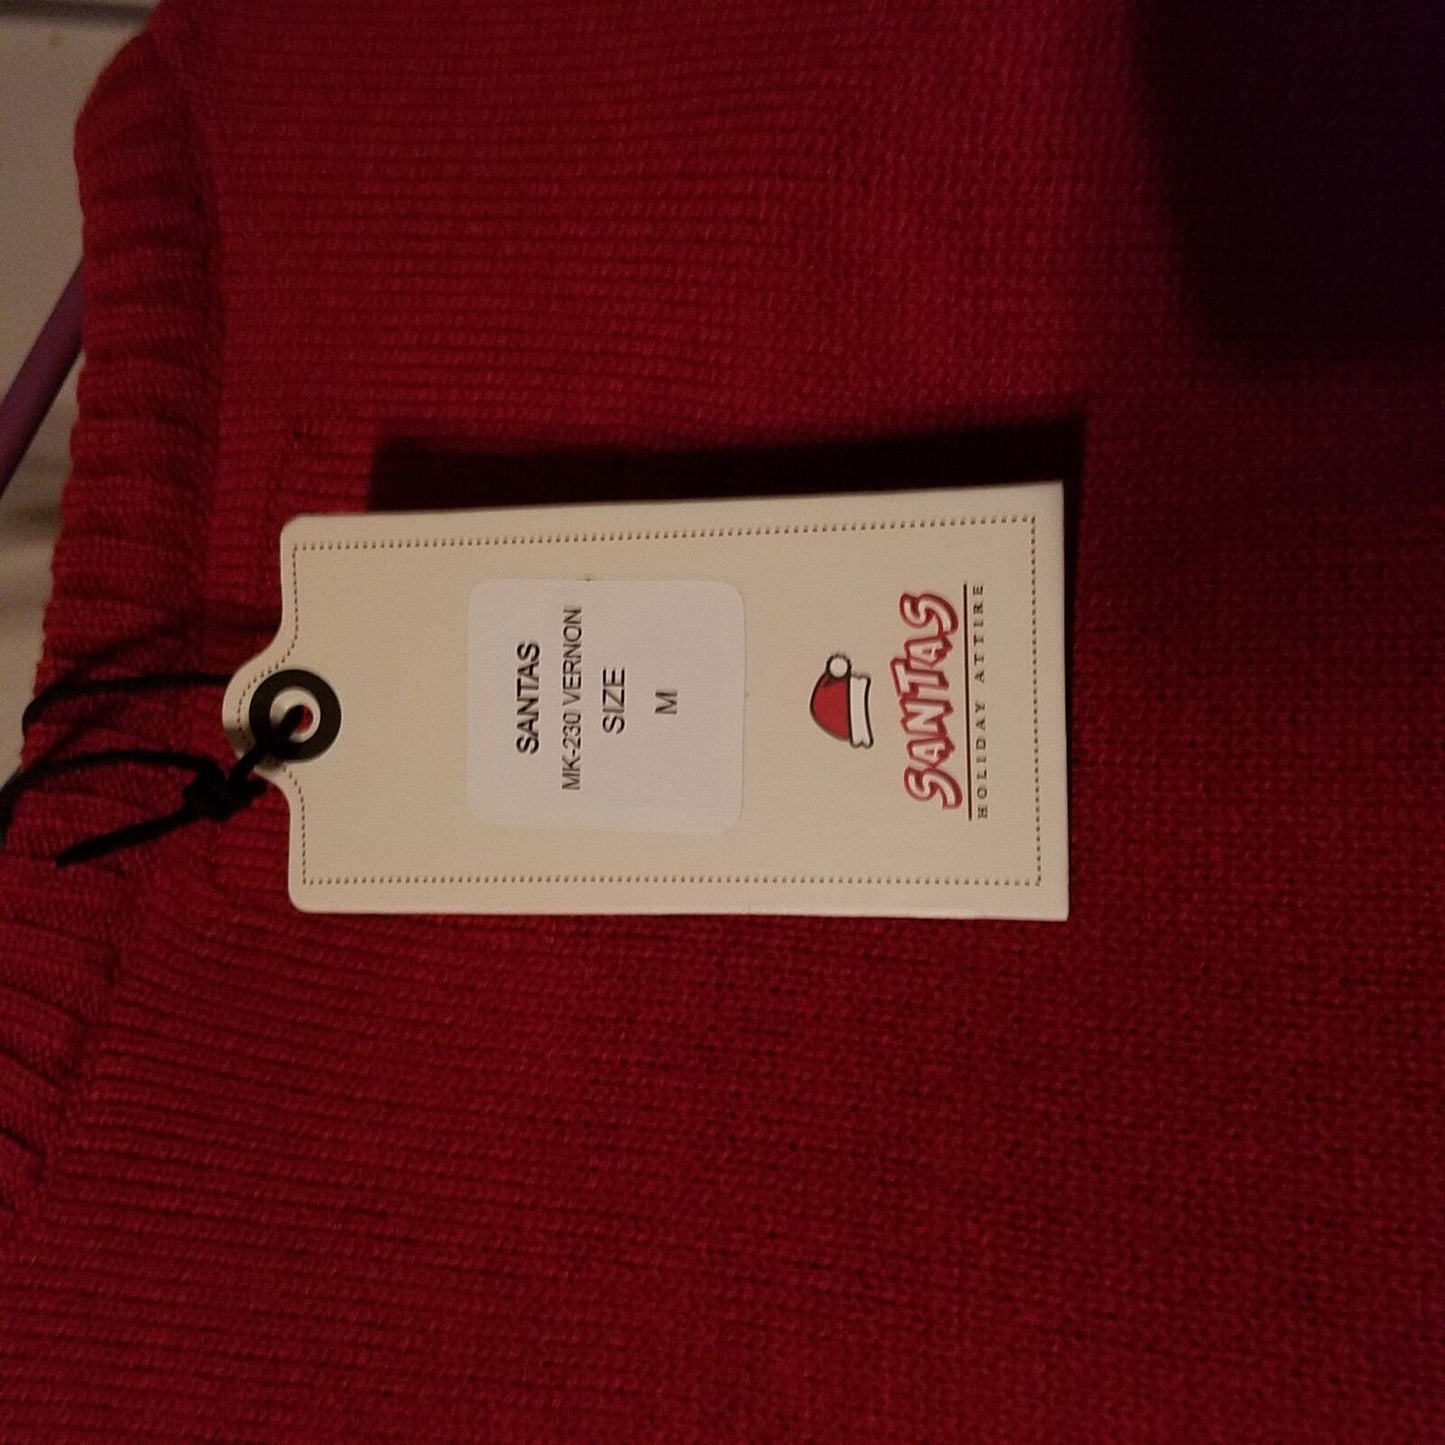 SANTAS
MK-230 VERNON
SIZE
M
SANTAS
HOLIDAY ATTIRE